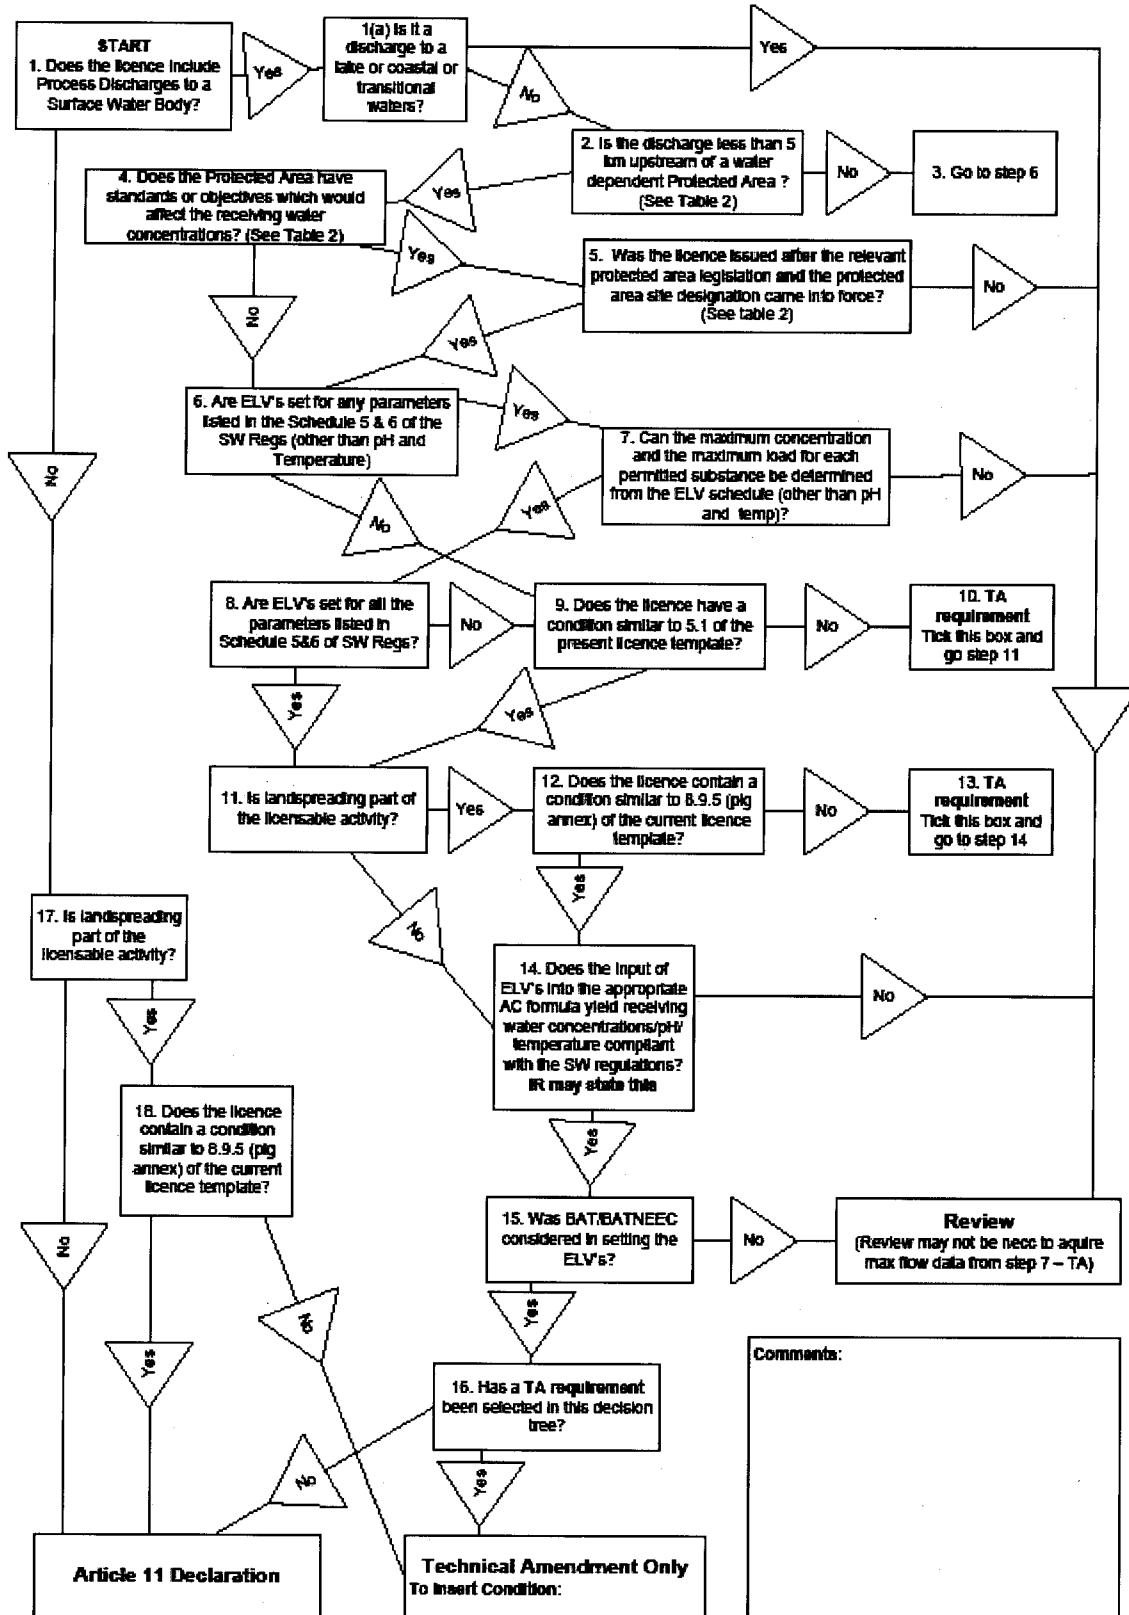 START
1. Does the licence include
Process Discharges to a
Surface Water Body?
Yes
1(a) Is it a
discharge to a
lake or coastal or
transitional
waters?
Yes
No
2. Is the discharge less than 5
km upstream of a water
dependent Protected Area ?
(See Table 2)
No
3. Go to step 6
Yes
4. Does the Protected Area have
standards or objectives which would
affect the receiving water
concentrations? (See Table 2)
Yes
5. Was the licence issued after the relevant
protected area legislation and the protected
area site designation came into force?
(See table 2)
No
No
Yes
6. Are ELV's set for any parameters
listed in the Schedule 5 & 6 of the
SW Regs (other than pH and
Temperature)
Yes
7. Can the maximum concentration
and the maximum load for each
permitted substance be determined
from the ELV schedule (other than pH
and temp)?
No
No
No
Yes
8. Are ELV's set for all the
parameters listed in
Schedule 5&6 of SW Regs?
No
9. Does the licence have a
condition similar to 5.1 of the
present licence template?
No
10. TA
requirement
Tick this box and
go step 11
Yes
Yes
11. Is landspreading part of
the licensable activity?
Yes
12. Does the licence contain a
condition similar to 8.9.5 (pig
annex) of the current licence
template?
No
13. TA
requirement
Tick this box and
go to step 14
Yes
No
17. Is landspreading
part of the
licensable activity?
14. Does the input of
ELV's into the appropriate
AC formula yield receiving
water concentrations/pH/
temperature compliant
with the SW regulations?
IR may state this
No
Yes
18. Does the licence
contain a condition
similar to 8.9.5 (pig
annex) of the current
licence template?
Yes
15. Was BAT/BATNEEC
considered in setting the
ELV's?
No
Review
(Review may not be necc to aquire
max flow data from step 7 – TA)
No
No
Yes
Yes
Comments:
16. Has a TA requirement
been selected in this decision
tree?
No
Yes
Article 11 Declaration
Technical Amendment Only
To Insert Condition: